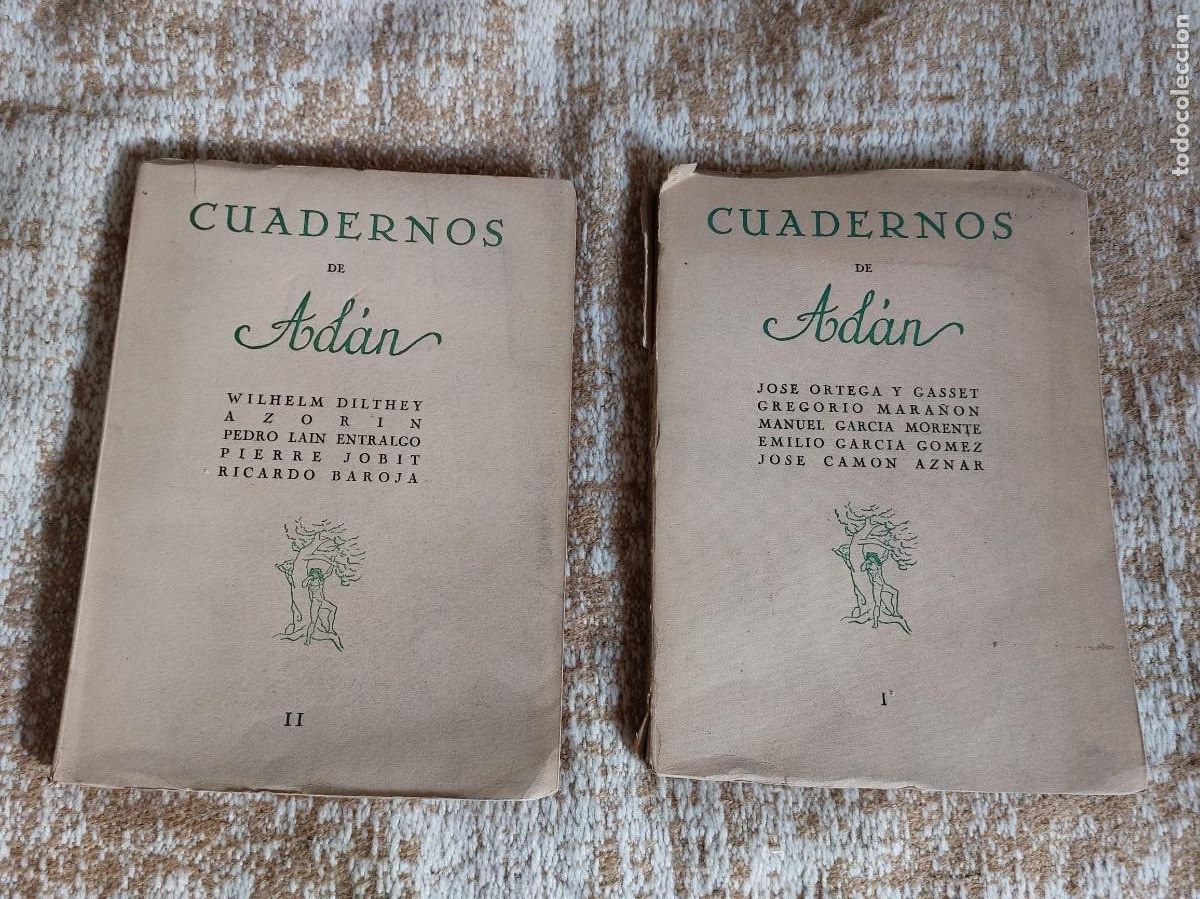 CUADERNOS
DE
Adán
WILHELM DILTHEY
AZORIN
PEDRO LAIN ENTRALGO
PIERRE JOBIT
RICARDO BAROJA
II
CUADERNOS
DE
Adán
JOSE ORTEGA Y GASSET
GREGORIO MARAÑON
MANUEL GARCIA MORENTE
EMILIO GARCIA GOMEZ
JOSE CAMON AZNAR
I
todocoleccion